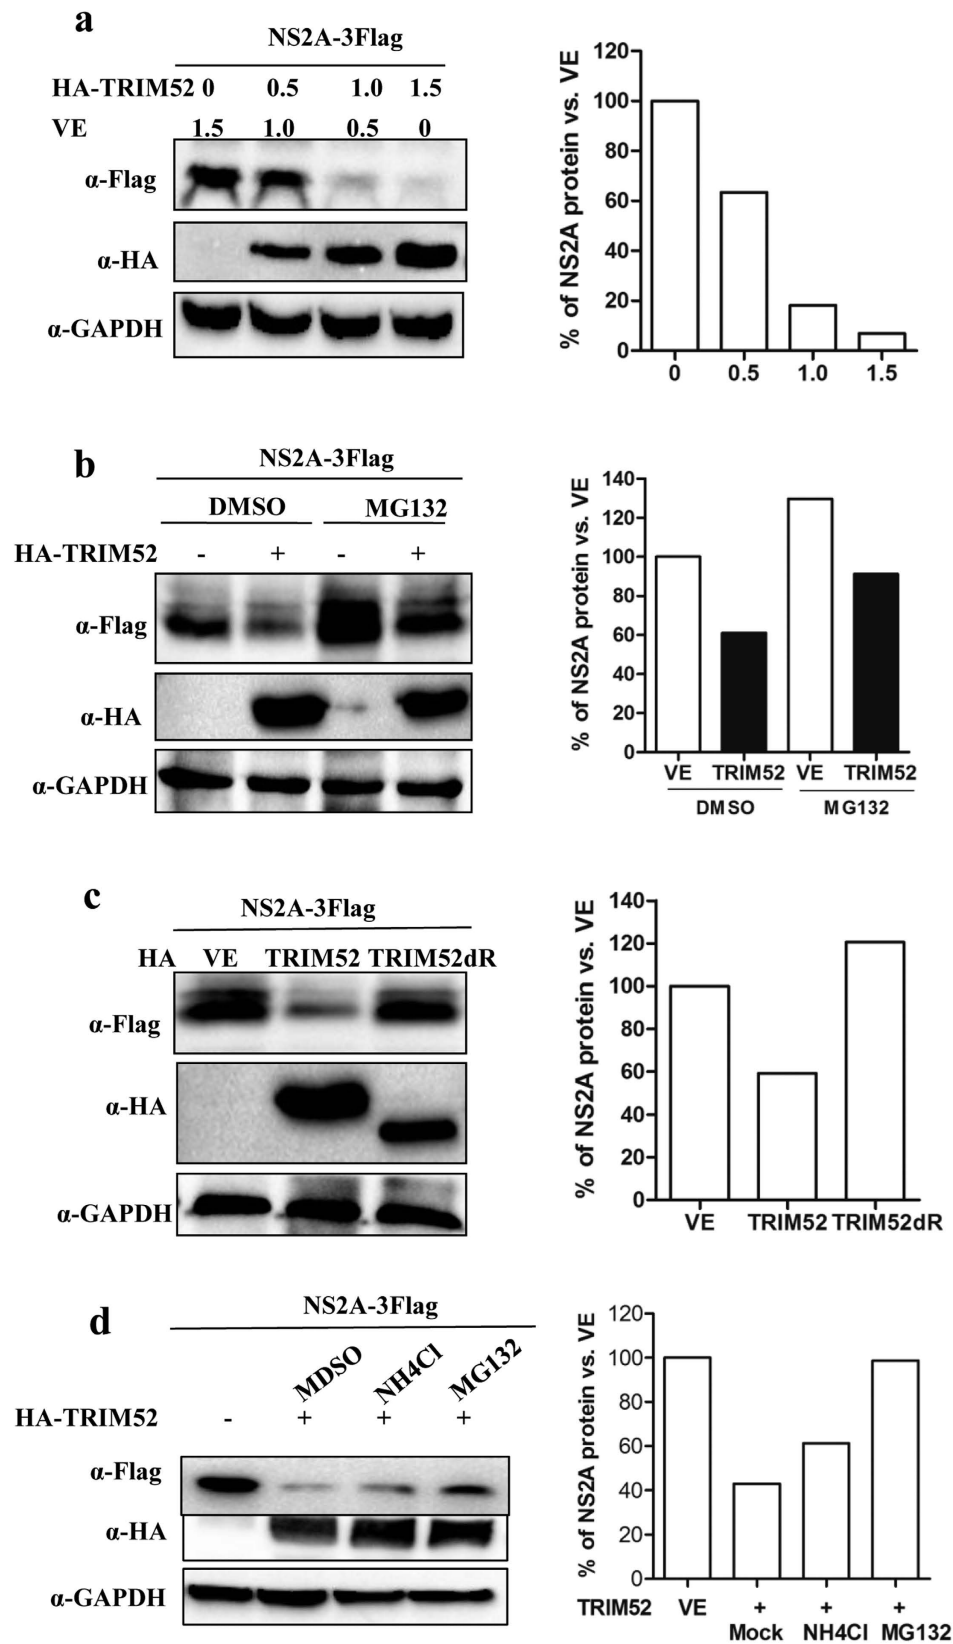 a
NS2A-3Flag
HA-TRIM52 0 0.5 1.0 1.5
VE 1.5 1.0 0.5 0
α-Flag
α-HA
α-GAPDH
% of NS2A protein vs. VE
120
100
80
60
40
20
0
0 0.5 1.0 1.5
b
NS2A-3Flag
DMSO MG132
HA-TRIM52 - + - +
α-Flag
α-HA
α-GAPDH
% of NS2A protein vs. VE
140
120
100
80
60
40
20
0
VE TRIM52 VE TRIM52
DMSO MG132
c
NS2A-3Flag
HA VE TRIM52 TRIM52dR
α-Flag
α-HA
α-GAPDH
% of NS2A protein vs. VE
140
120
100
80
60
40
20
0
VE TRIM52 TRIM52dR
d
NS2A-3Flag
MDSO NH4Cl MG132
HA-TRIM52 - + + +
α-Flag
α-HA
α-GAPDH
% of NS2A protein vs. VE
120
100
80
60
40
20
0
TRIM52 VE + + +
Mock NH4Cl MG132